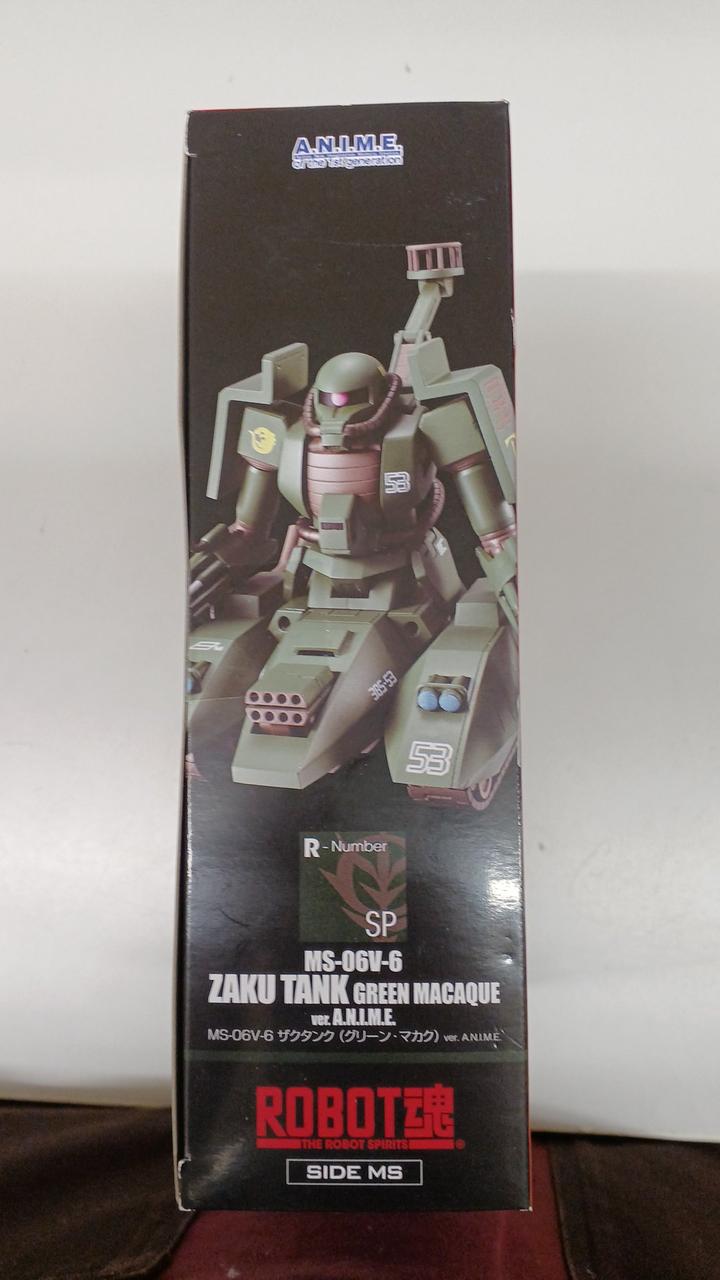 A.N.I.M.E.
of the 1st generation
53
385-53
53
R - Number
SP
MS-06V-6
ZAKU TANK GREEN MACAQUE
ver. A.N.I.M.E.
MS-06V-6 ザクタンク (グリーン・マカク) ver. A.N.I.M.E.
ROBOT魂
THE ROBOT SPIRITS
SIDE MS